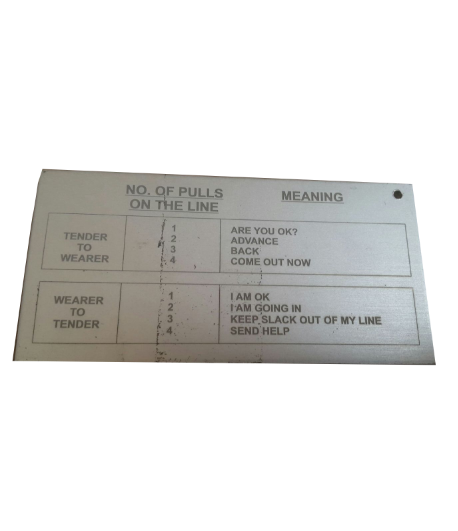 NO. OF PULLS
ON THE LINE
MEANING
TENDER
TO
WEARER
1 ARE YOU OK?
2 ADVANCE
3 BACK
4 COME OUT NOW
WEARER
TO
TENDER
1 I AM OK
2 I AM GOING IN
3 KEEP SLACK OUT OF MY LINE
4 SEND HELP